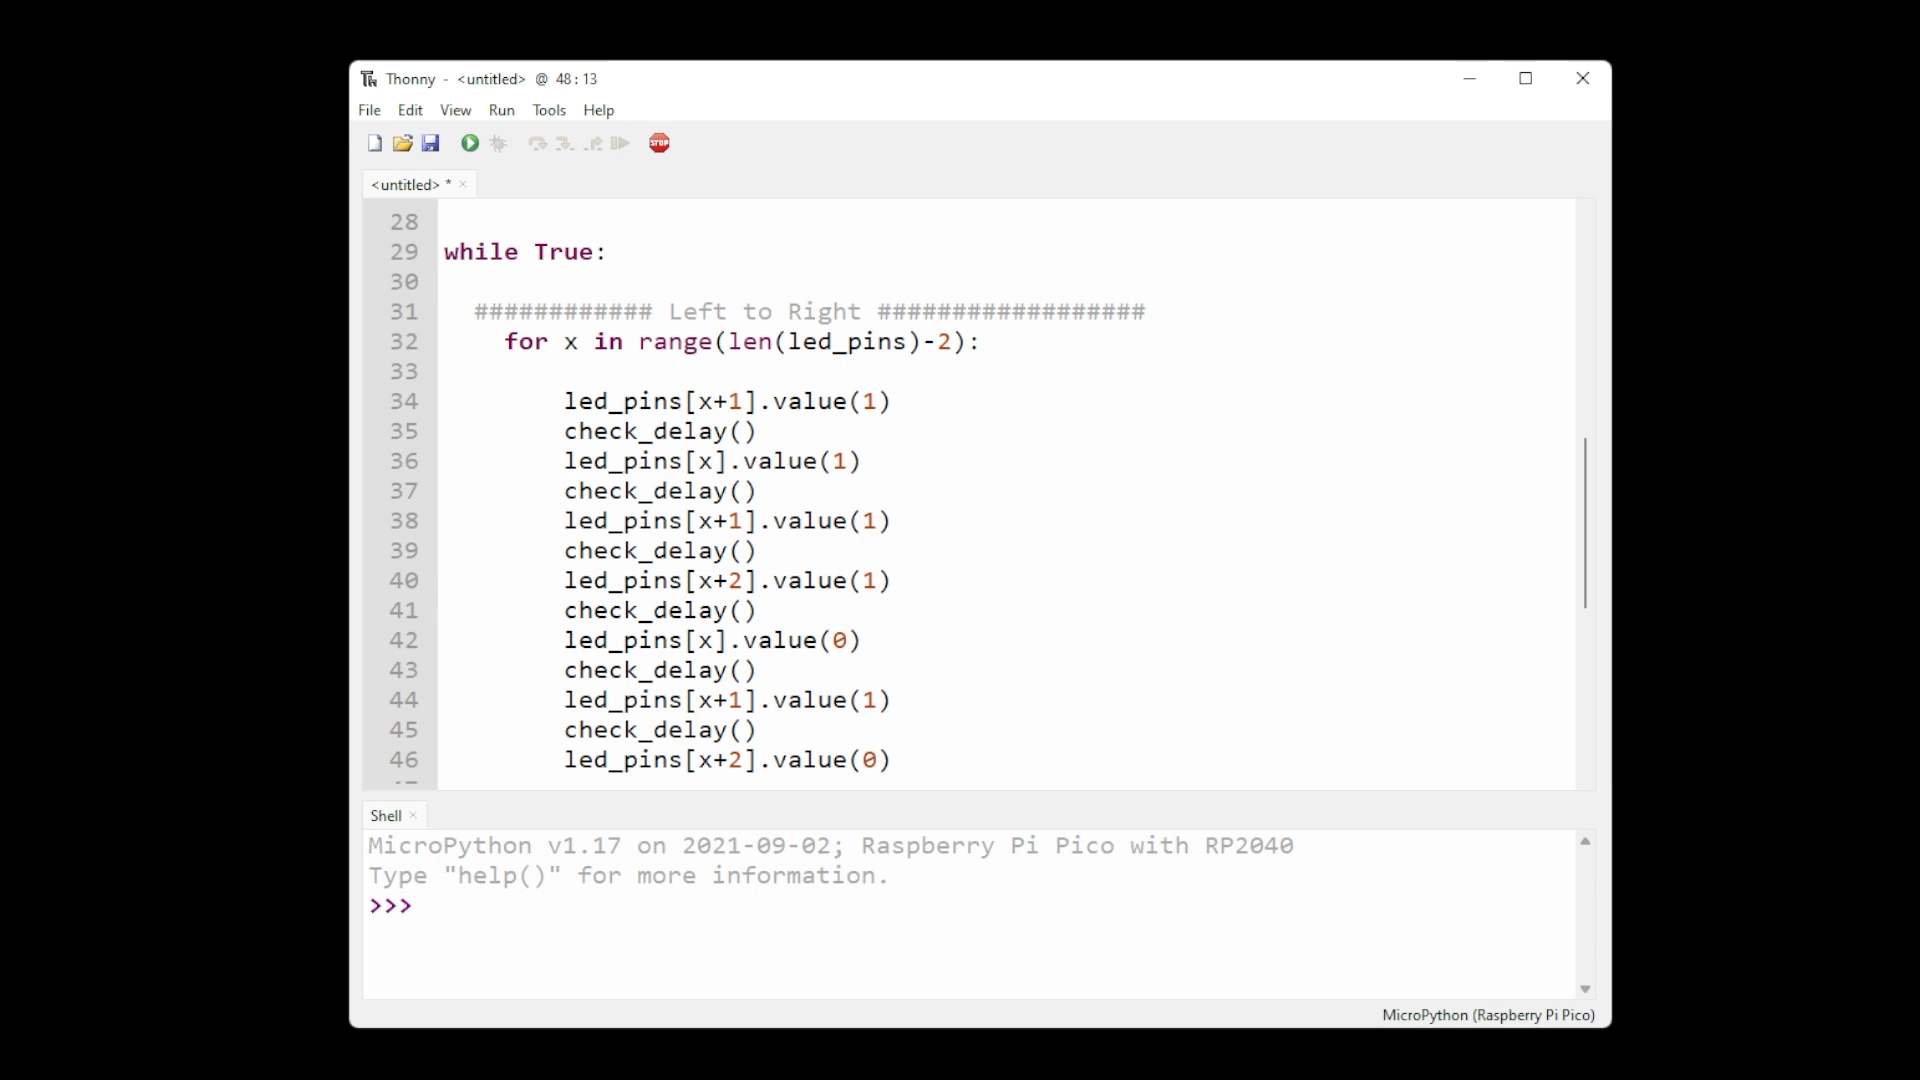 Thonny - <untitled> @ 48:13
File Edit View Run Tools Help
STOP
<untitled> *
28
29 while True:
30
31 ############ Left to Right ##################
32 for x in range(len(led_pins)-2):
33
34 led_pins[x+1].value(1)
35 check_delay()
36 led_pins[x].value(1)
37 check_delay()
38 led_pins[x+1].value(1)
39 check_delay()
40 led_pins[x+2].value(1)
41 check_delay()
42 led_pins[x].value(0)
43 check_delay()
44 led_pins[x+1].value(1)
45 check_delay()
46 led_pins[x+2].value(0)
Shell
MicroPython v1.17 on 2021-09-02; Raspberry Pi Pico with RP2040
Type "help()" for more information.
>>>
MicroPython (Raspberry Pi Pico)